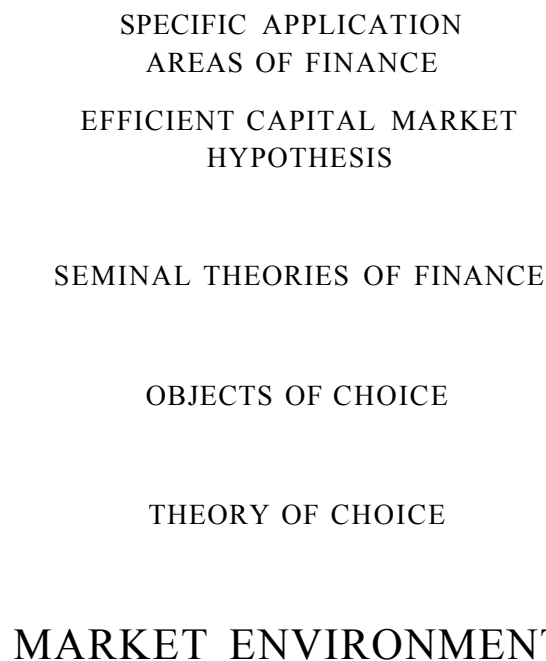 SPECIFIC APPLICATION
AREAS OF FINANCE
EFFICIENT CAPITAL MARKET
HYPOTHESIS
SEMINAL THEORIES OF FINANCE
OBJECTS OF CHOICE
THEORY OF CHOICE
MARKET ENVIRONMENT